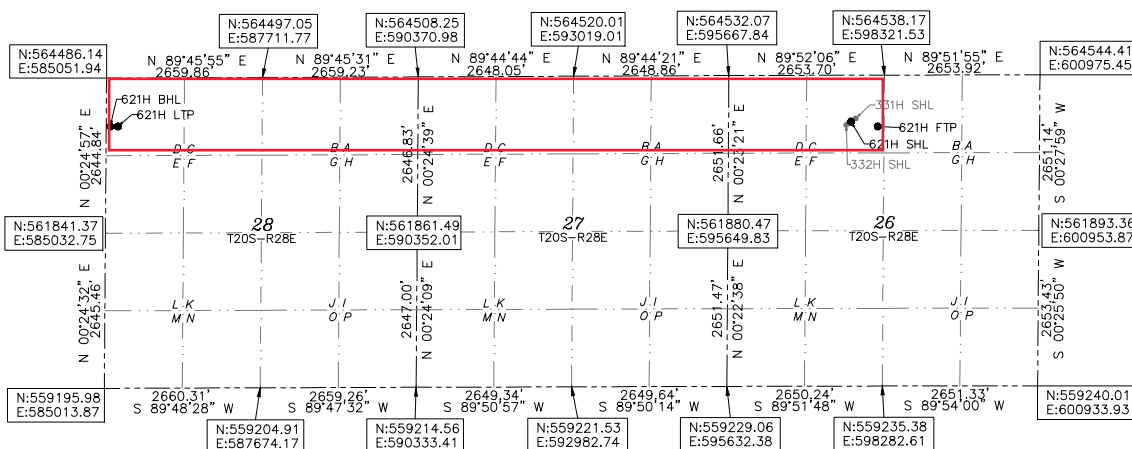 N:564497.05
E:587711.77
N:564508.25
E:590370.98
N:564520.01
E:593019.01
N:564532.07
E:595667.84
N:564538.17
E:598321.53
N:564486.14
E:585051.94
N 89°45'55" E
2659.86'
N 89°45'31" E
2659.23'
N 89°44'44" E
2648.05'
N 89°44'21" E
2648.86'
N 89°52'06" E
2653.70'
N 89°51'55" E
2653.92'
N:564544.41
E:600975.45
621H BHL
621H LTP
331H SHL
621H FTP
621H SHL
332H SHL
N 00°24'57" E
2644.84'
2646.83'
N 00°24'39" E
2651.66'
N 00°23'21" E
2651.14'
S 00°27'59" W
D C
E F
B A
G H
D C
E F
B A
G H
D C
E F
B A
G H
N:561841.37
E:585032.75
28
T20S-R28E
N:561861.49
E:590352.01
27
T20S-R28E
N:561880.47
E:595649.83
26
T20S-R28E
N:561893.36
E:600953.87
N 00°24'32" E
2645.46'
2647.00'
N 00°24'09" E
2651.47'
N 00°22'38" E
2653.43'
S 00°25'50" W
L K
M N
J I
O P
L K
M N
J I
O P
L K
M N
J I
O P
N:559195.98
E:585013.87
2660.31'
S 89°48'28" W
2659.26'
S 89°47'32" W
2649.34'
S 89°50'57" W
2649.64'
S 89°50'14" W
2650.24'
S 89°51'48" W
2651.33'
S 89°54'00" W
N:559240.01
E:600933.93
N:559204.91
E:587674.17
N:559214.56
E:590333.41
N:559221.53
E:592982.74
N:559229.06
E:595632.38
N:559235.38
E:598282.61